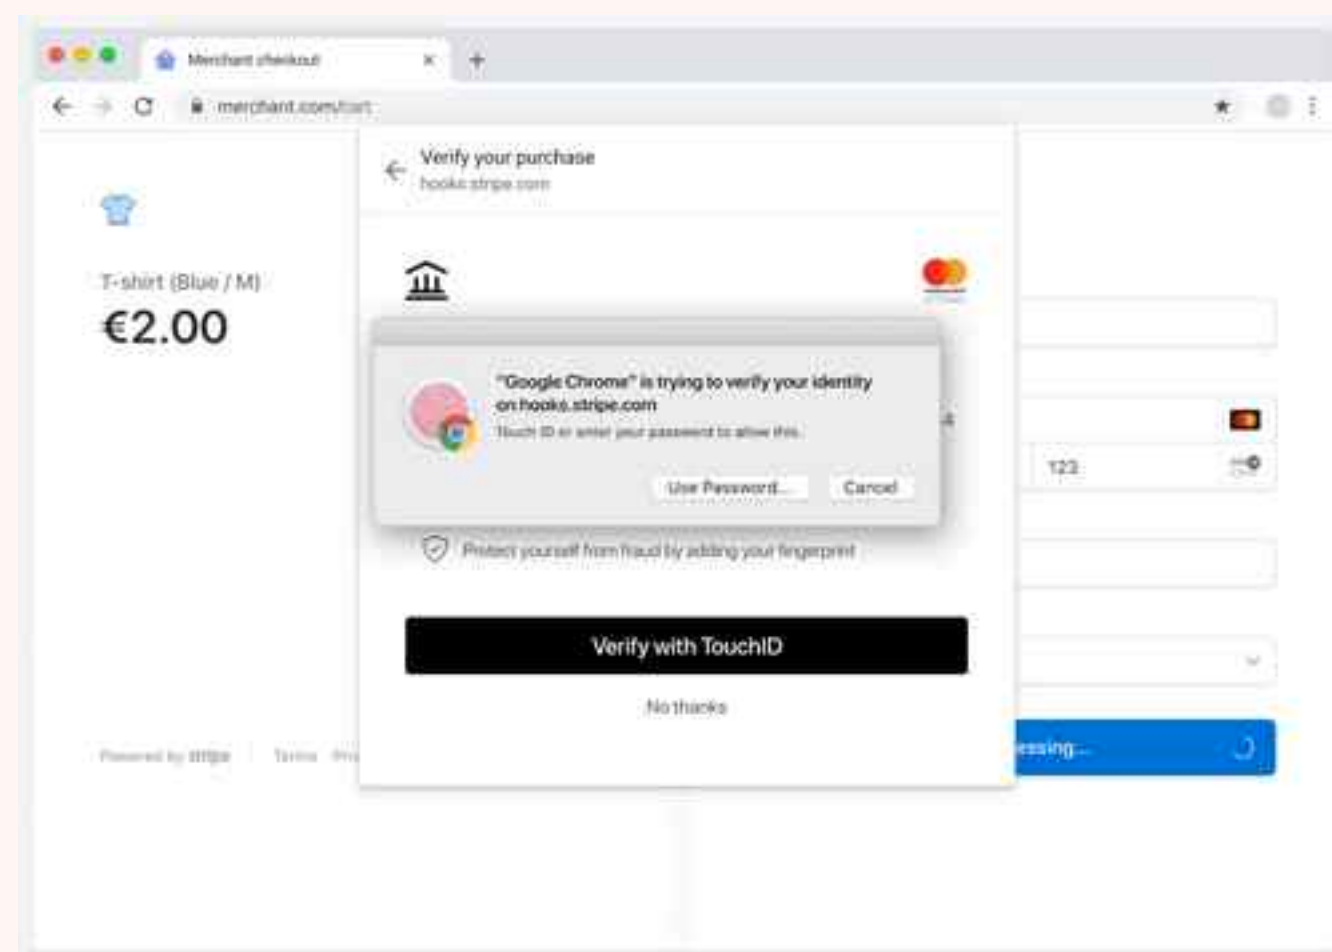 Merchant checkout
merchant.com/cart
Verify your purchase
hooks.stripe.com
T-shirt (Blue / M)
€2.00
"Google Chrome" is trying to verify your identity
on hooks.stripe.com
Touch ID or enter your password to allow this.
Use Password...
Cancel
123
Protect yourself from fraud by adding your fingerprint
Verify with TouchID
No thanks
Powered by stripe
Terms
essing...